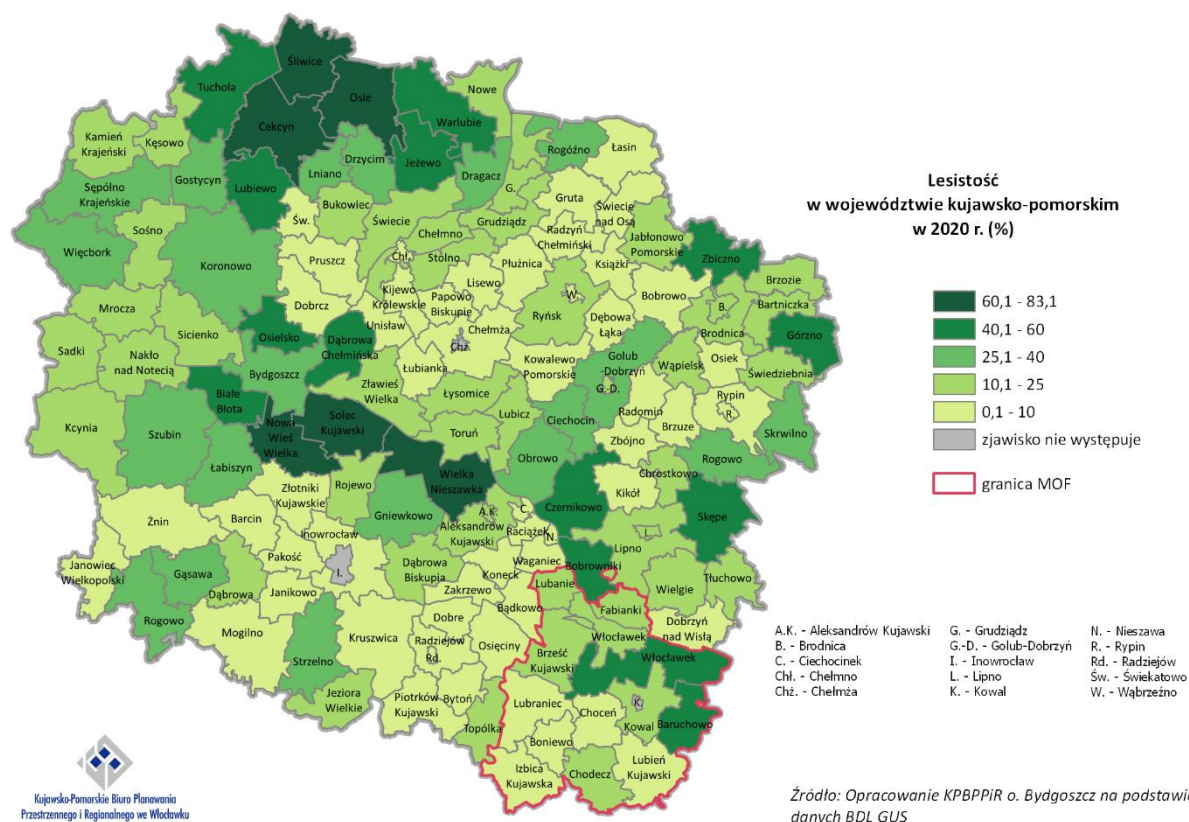 Lesistość
w województwie kujawsko-pomorskim
w 2020 r. (%)
60,1 - 83,1
40,1 - 60
25,1 - 40
10,1 - 25
0,1 - 10
zjawisko nie występuje
granica MOF
Śliwice
Tuchola
Osie
Nowe
Cekcyn
Warlubie
Kamień
Krajeński
Kęsowo
Rogóźno
Łasin
Jeżewo
Drzycim
Lniano
Dragacz
Gostycyn
Lubiewo
G.
Sępólno
Krajeńskie
Gruta
Świecie
nad Osą
Bukowiec
Św.
Świecie
Grudziądz
Sośno
Radzyń
Chełmiński
Więcbork
Chełmno
Jabłonowo
Pomorskie
Zbiczno
Koronowo
Pruszcz
Chł.
Stolno
Płużnica
Książki
Brzozie
Kijewo
Królewskie
Lisewo
W.
Bobrowo
Mrocza
Dobrcz
Papowo
Biskupie
Bartniczka
B.
Unisław
Ryńsk
Dębowa
Łąka
Brodnica
Górzno
Sicienko
Osielsko
Dąbrowa
Chełmińska
Chełmża
Chż.
Sadki
Nakło
nad Notecią
Golub
-Dobrzyń
Osiek
Łubianka
Kowalewo
Pomorskie
Wąpielsk
Świedziebnia
Bydgoszcz
Zławieś
Wielka
G.-D.
Łysomice
Rypin
R.
Białe
Błota
Radomin
Kcynia
Solec
Kujawski
Lubicz
Ciechocin
Brzuze
Nowa
Wieś
Wielka
Toruń
Szubin
Zbójno
Skrwilno
Obrowo
Rogowo
Łabiszyn
Wielka
Nieszawka
Chrostkowo
Złotniki
Kujawskie
Rojewo
Kikół
Czernikowo
Skępe
A.K.
C.
Gniewkowo
Barcin
Żnin
Inowrocław
Aleksandrów
Kujawski
Raciążek
L.
N.
Lipno
Pakość
Waganiec
Bobrowniki
Janowiec
Wielkopolski
I.
Dąbrowa
Biskupia
Gąsawa
Koneck
Lubanie
Tłuchowo
Dąbrowa
Janikowo
Zakrzewo
Wielgie
Bądkowo
Fabianki
Rogowo
Dobre
Dobrzyń
nad Wisłą
Mogilno
Kruszwica
Radziejów
Osięciny
Włocławek
Strzelno
Rd.
Brześć
Kujawski
Włocławek
Jeziora
Wielkie
Piotrków
Kujawski
Bytoń
Lubraniec
K.
Choceń
Topólka
Kowal
Baruchowo
Boniewo
Izbica
Kujawska
Lubień
Kujawski
Chodecz
A.K. - Aleksandrów Kujawski
B. - Brodnica
C. - Ciechocinek
Chł. - Chełmno
Chż. - Chełmża
G. - Grudziądz
G.-D. - Golub-Dobrzyń
I. - Inowrocław
L. - Lipno
K. - Kowal
N. - Nieszawa
R. - Rypin
Rd. - Radziejów
Św. - Świekatowo
W. - Wąbrzeźno
Kujawsko-Pomorskie Biuro Planowania
Przestrzennego i Regionalnego we Włocławku
Źródło: Opracowanie KPBPPiR o. Bydgoszcz na podstawie
danych BDL GUS